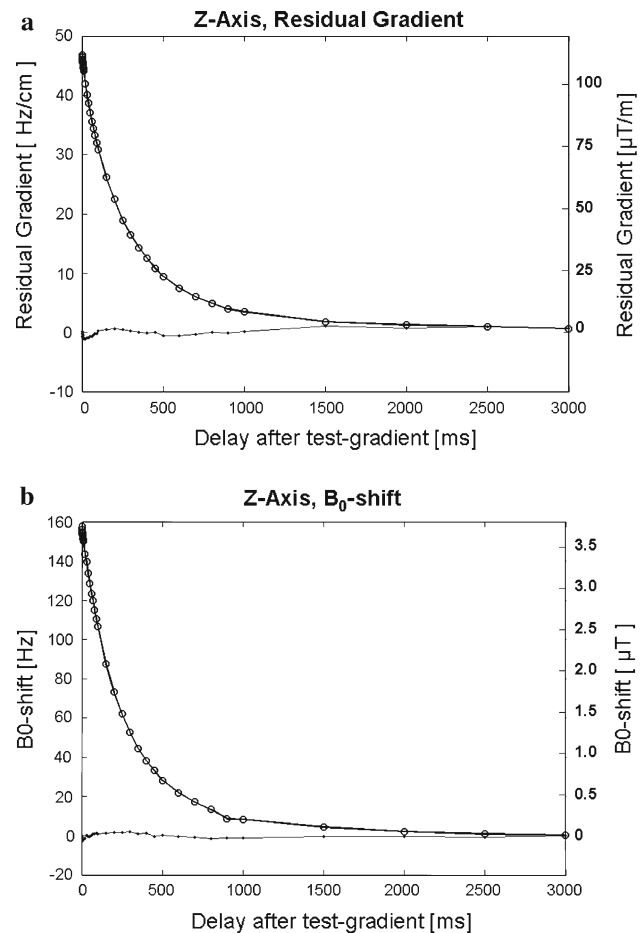 a
Z-Axis, Residual Gradient
50
40
30
20
10
0
-10
Residual Gradient [ Hz/cm]
100
75
50
25
0
Residual Gradient [µT/m]
0 500 1000 1500 2000 2500 3000
Delay after test-gradient [ms]
b
Z-Axis, B₀-shift
160
140
120
100
80
60
40
20
0
-20
B0-shift [Hz]
3.5
3.0
2.5
2.0
1.5
1.0
0.5
0.0
B0-shift [ µT ]
0 500 1000 1500 2000 2500 3000
Delay after test-gradient [ms]